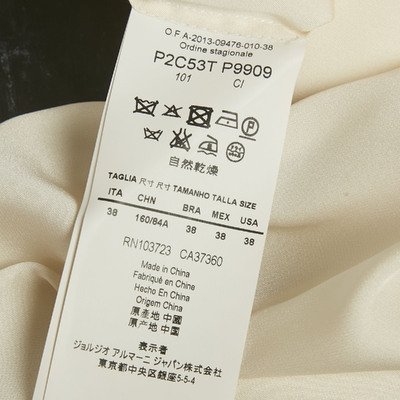 O.F A-2013-09476-010-38
Ordine stagionale
P2C53T P9909
101 CI
自然乾燥
TAGLIA 尺寸 尺寸 TAMANHO TALLA SIZE
ITA CHN BRA MEX USA
38 160/84A 38 38 38
RN103723 CA37360
Made in China
Fabriqué en Chine
Hecho En China
Origem China
原產地 中國
原产地 中国
表示者
ジョルジオ アルマーニ ジャパン株式会社
東京都中央区銀座5-5-4